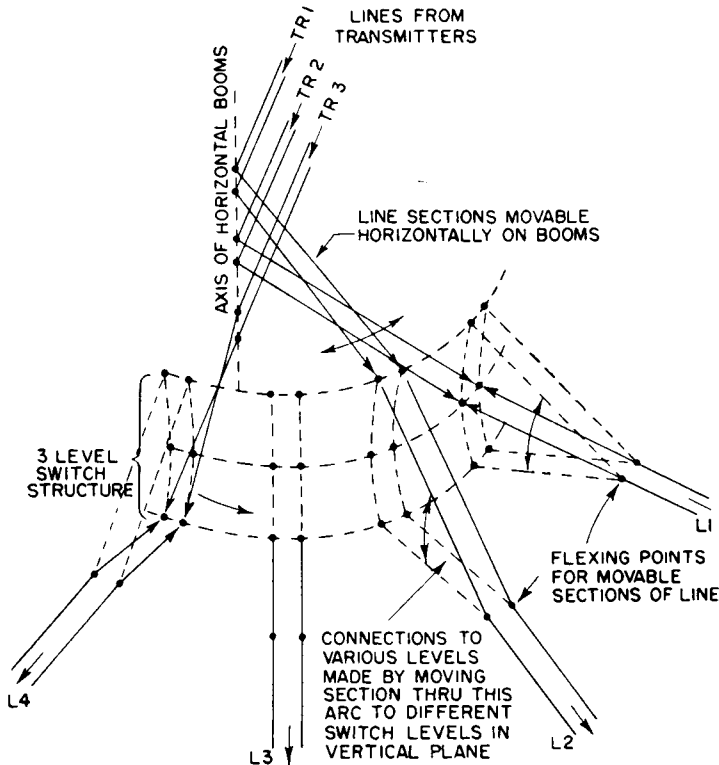 TR 1
TR 2
TR 3
LINES FROM
TRANSMITTERS
AXIS OF HORIZONTAL BOOMS
LINE SECTIONS MOVABLE
HORIZONTALLY ON BOOMS
3 LEVEL
SWITCH
STRUCTURE
L1
FLEXING POINTS
FOR MOVABLE
SECTIONS OF LINE
CONNECTIONS TO
VARIOUS LEVELS
MADE BY MOVING
SECTION THRU THIS
ARC TO DIFFERENT
SWITCH LEVELS IN
VERTICAL PLANE
L4
L3
L2